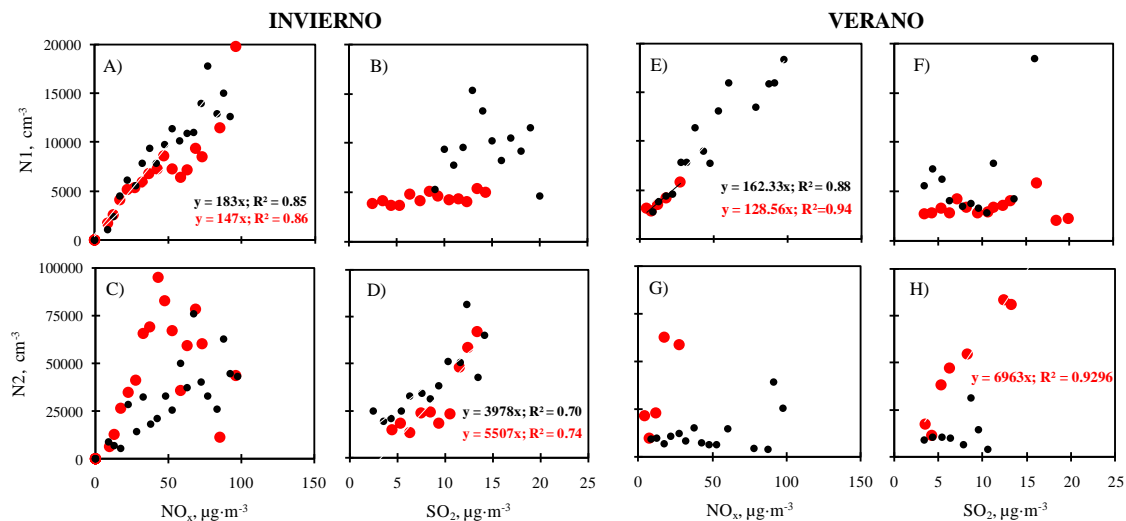 INVIERNO VERANO
20000 A) B) E) F)
15000
N1, cm-3
10000
5000
y = 183x; R² = 0.85 y = 162.33x; R² = 0.88
y = 147x; R² = 0.86 y = 128.56x; R²=0.94
0
100000 C) D) G) H)
75000
N2, cm-3
50000
25000
y = 6963x; R² = 0.9296
y = 3978x; R² = 0.70
y = 5507x; R² = 0.74
0
0 50 100 150 0 5 10 15 20 25 0 50 100 150 0 5 10 15 20 25
NOx, µg·m-3 SO2, µg·m-3 NOx, µg·m-3 SO2, µg·m-3